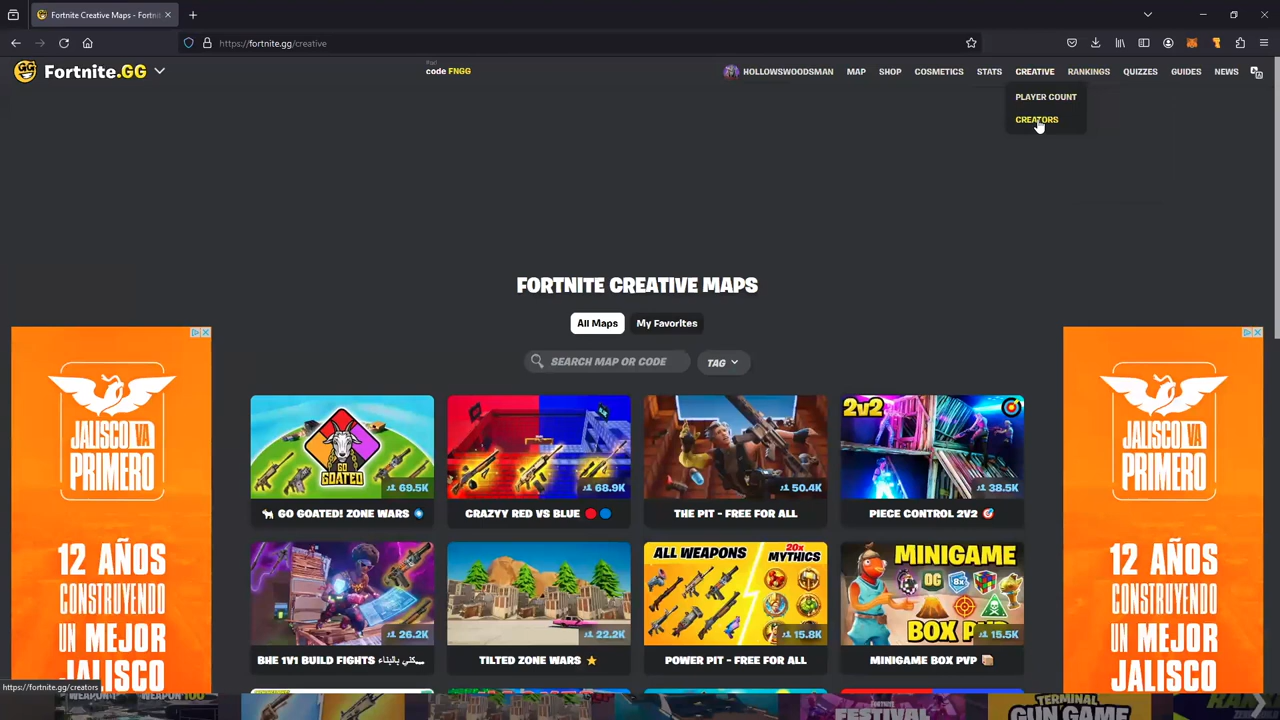 Fortnite Creative Maps - Fortni
https://fortnite.gg/creative
Fortnite.GG
#ad
code FNGG
HOLLOWSWOODSMAN
MAP
SHOP
COSMETICS
STATS
CREATIVE
RANKINGS
QUIZZES
GUIDES
NEWS
PLAYER COUNT
CREATORS
FORTNITE CREATIVE MAPS
All Maps
My Favorites
SEARCH MAP OR CODE
TAG
GO GOATED
69.5K
68.9K
50.4K
2v2
38.5K
GO GOATED! ZONE WARS
CRAZYY RED VS BLUE
THE PIT - FREE FOR ALL
PIECE CONTROL 2V2
26.2K
22.2K
ALL WEAPONS
20x
MYTHICS
15.8K
MINIGAME
OG
8x
BOX PVP
15.5K
BHE 1V1 BUILD FIGHTS
TILTED ZONE WARS
POWER PIT - FREE FOR ALL
MINIGAME BOX PVP
JALISCO VA
PRIMERO
12 AÑOS
CONSTRUYENDO
UN MEJOR
JALISCO
JALISCO VA
PRIMERO
12 AÑOS
CONSTRUYENDO
UN MEJOR
JALISCO
https://fortnite.gg/creators
FESTIVAL
TERMINAL
GUN GAME